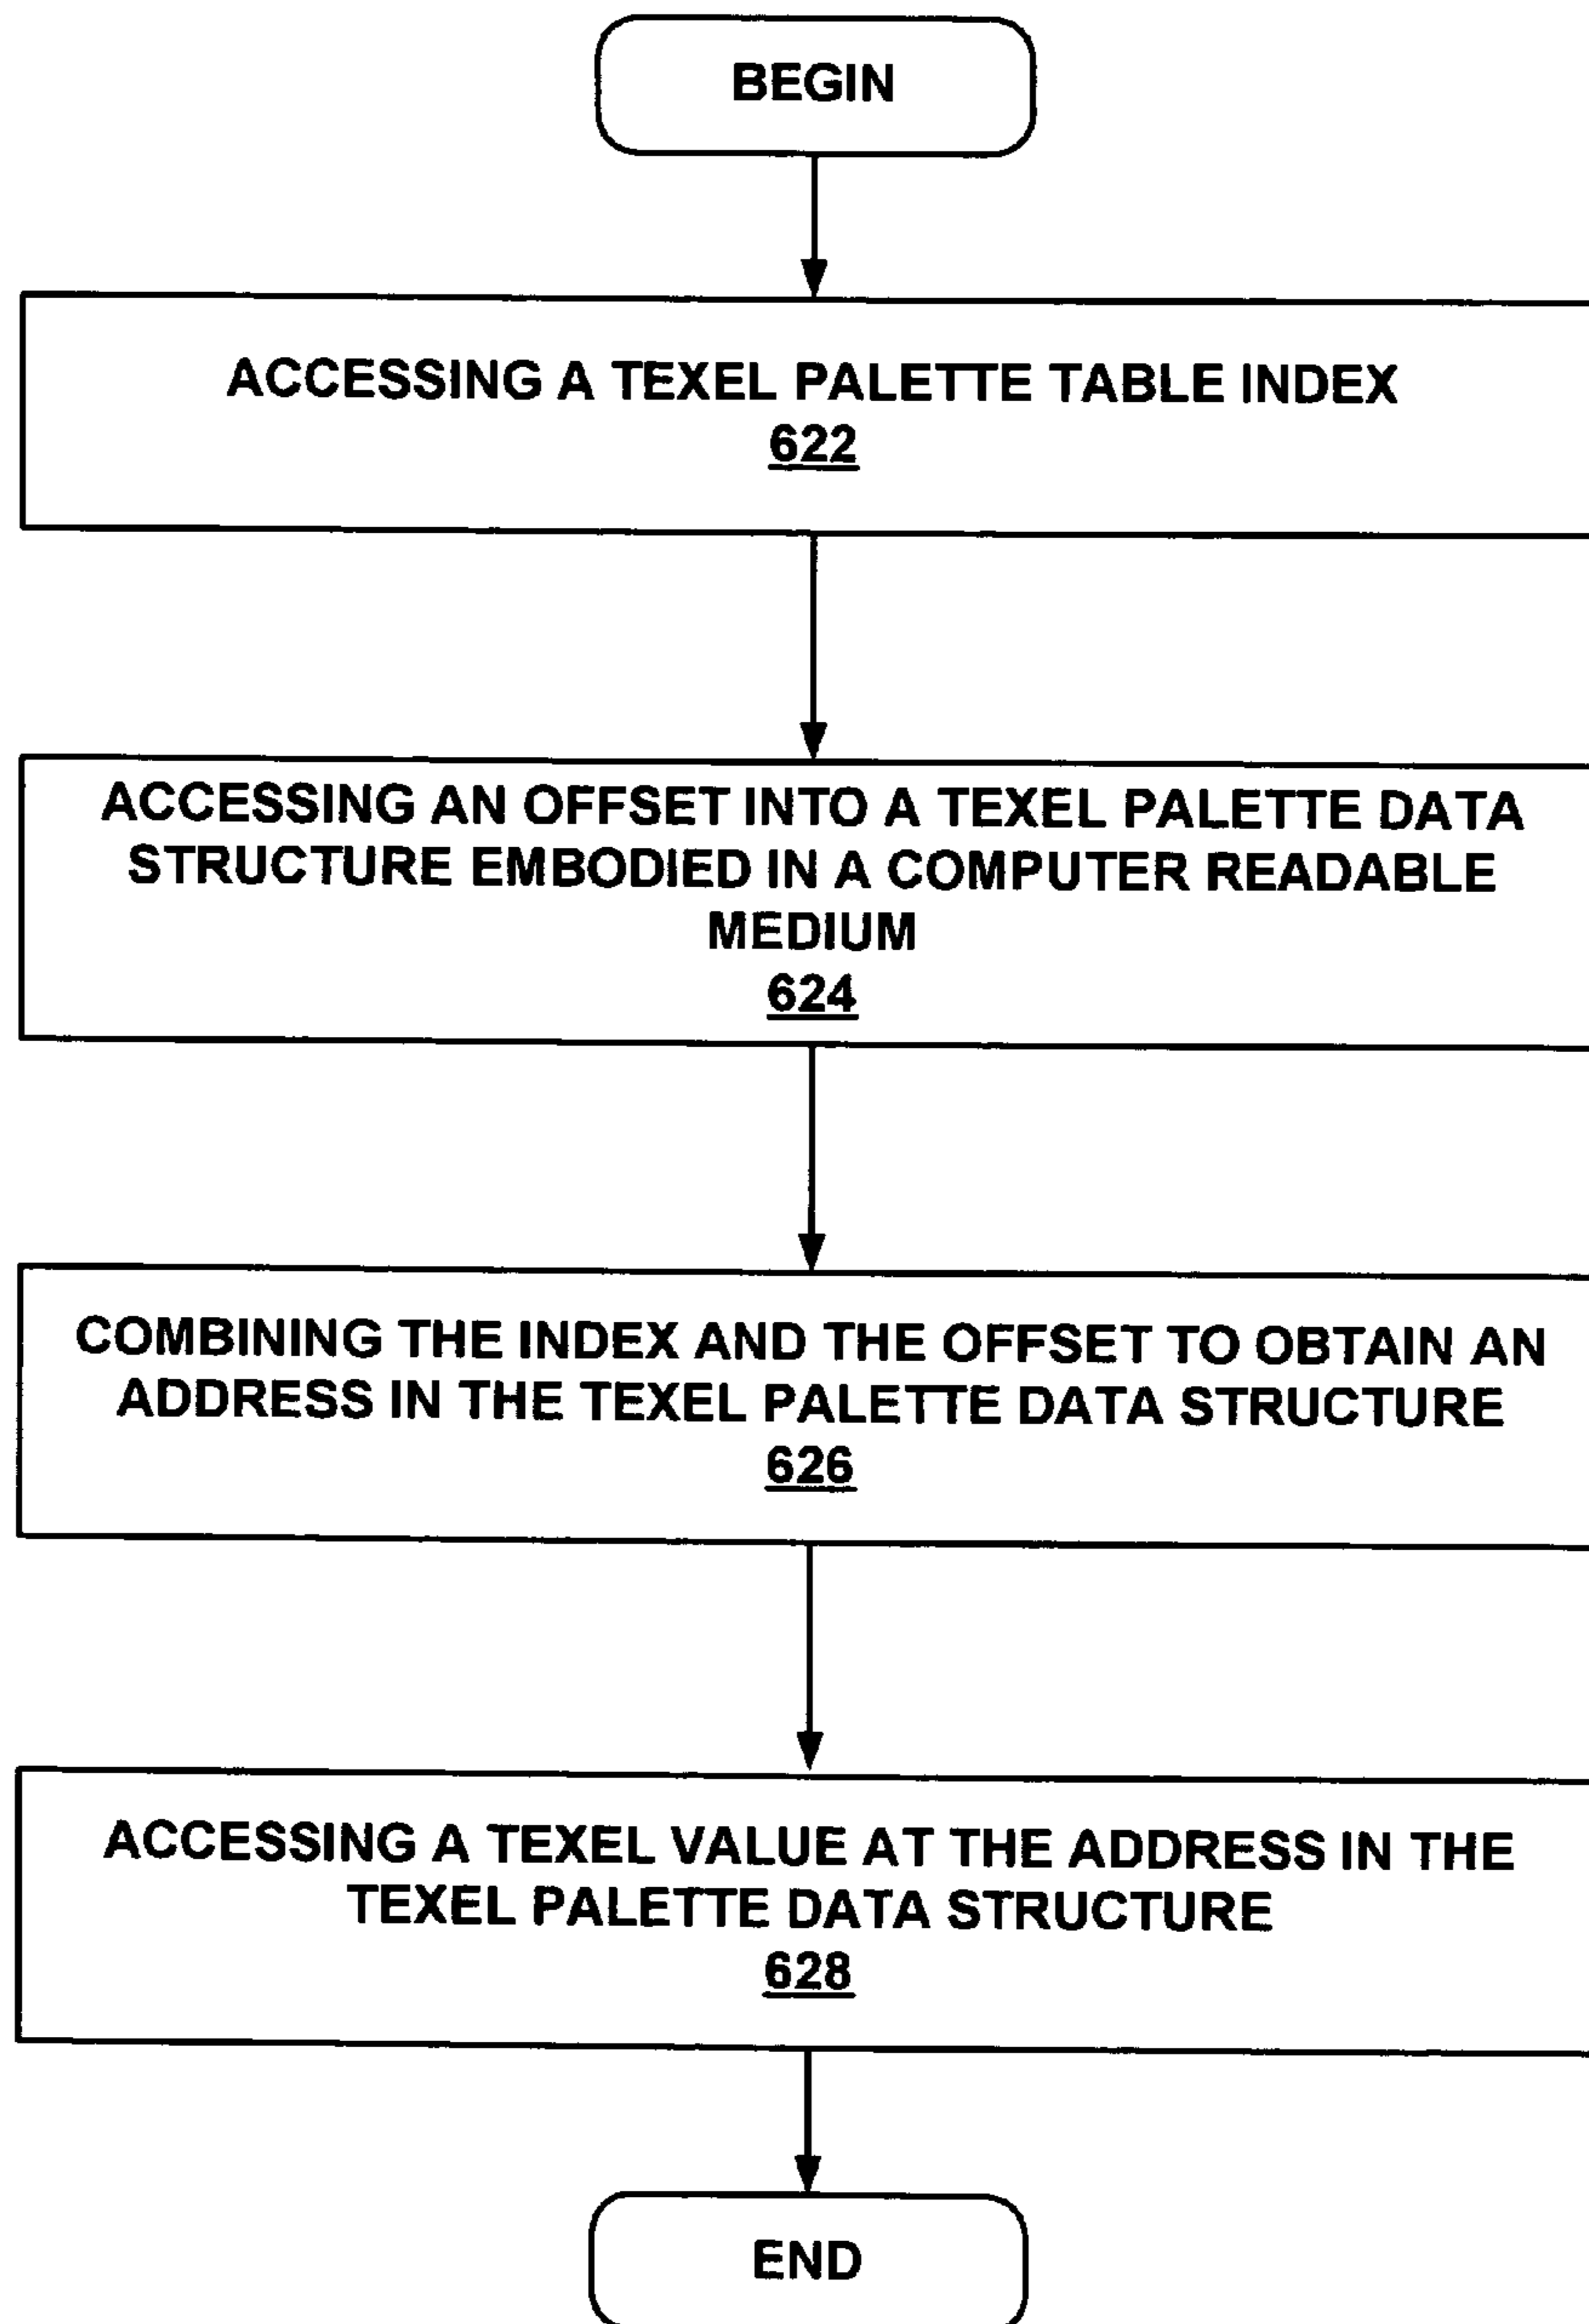 BEGIN
ACCESSING A TEXEL PALETTE TABLE INDEX
622
ACCESSING AN OFFSET INTO A TEXEL PALETTE DATA
STRUCTURE EMBODIED IN A COMPUTER READABLE
MEDIUM
624
COMBINING THE INDEX AND THE OFFSET TO OBTAIN AN
ADDRESS IN THE TEXEL PALETTE DATA STRUCTURE
626
ACCESSING A TEXEL VALUE AT THE ADDRESS IN THE
TEXEL PALETTE DATA STRUCTURE
628
END